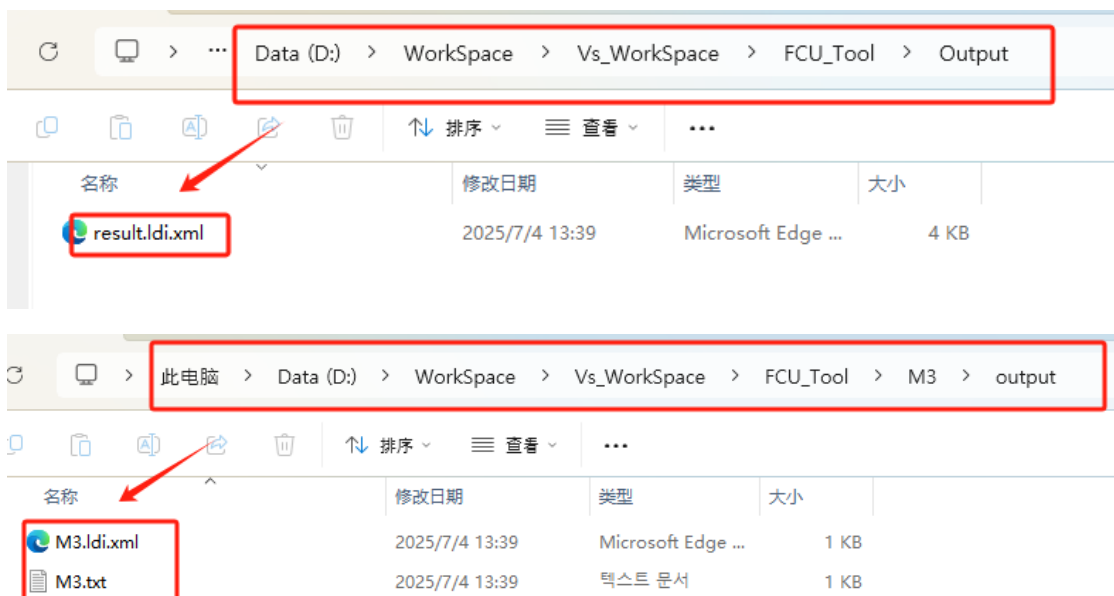 … Data (D:) > WorkSpace > Vs_WorkSpace > FCU_Tool > Output
排序 查看 …
名称 修改日期 类型 大小
result.ldi.xml 2025/7/4 13:39 Microsoft Edge ... 4 KB
此电脑 > Data (D:) > WorkSpace > Vs_WorkSpace > FCU_Tool > M3 > output
排序 查看 …
名称 修改日期 类型 大小
M3.ldi.xml 2025/7/4 13:39 Microsoft Edge ... 1 KB
M3.txt 2025/7/4 13:39 텍스트 문서 1 KB